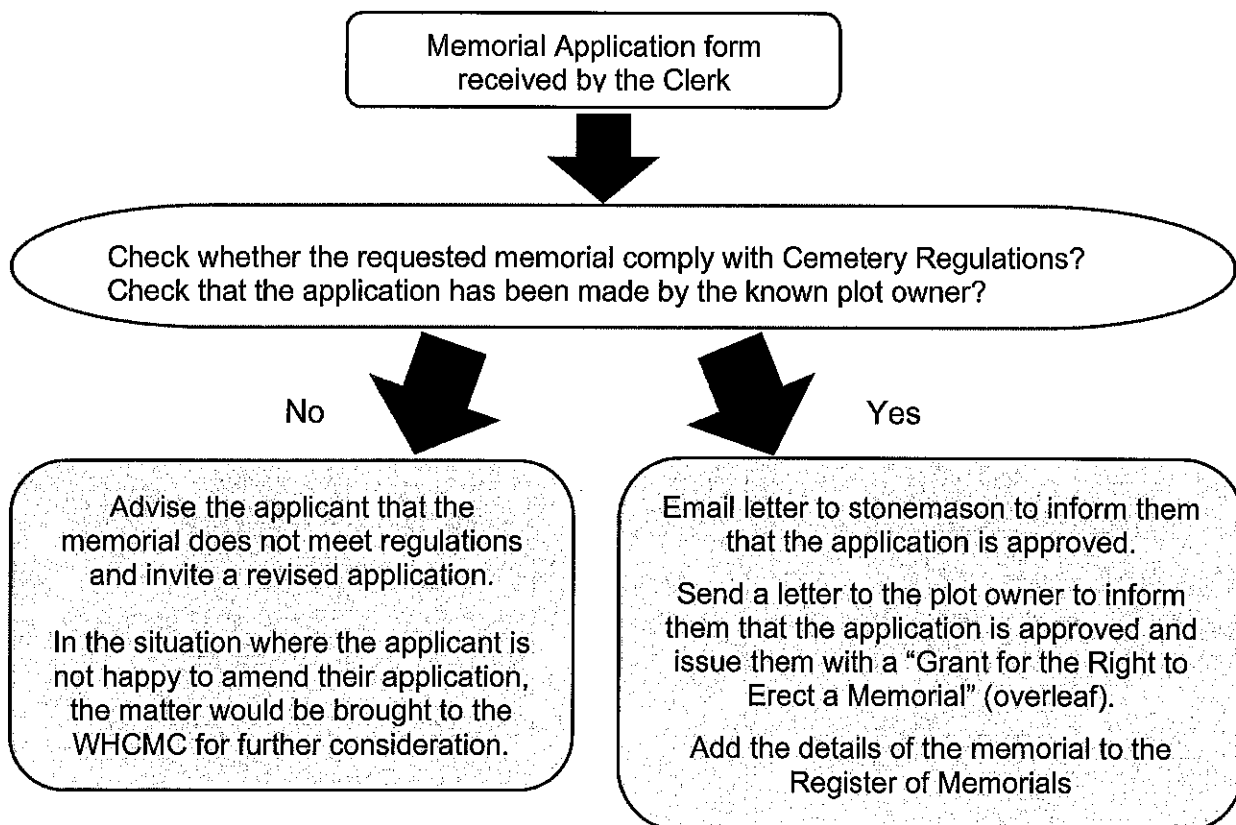 Memorial Application form
received by the Clerk
Check whether the requested memorial comply with Cemetery Regulations?
Check that the application has been made by the known plot owner?
No
Yes
Advise the applicant that the
memorial does not meet regulations
and invite a revised application.
In the situation where the applicant is
not happy to amend their application,
the matter would be brought to the
WHCMC for further consideration.
Email letter to stonemason to inform them
that the application is approved.
Send a letter to the plot owner to inform
them that the application is approved and
issue them with a “Grant for the Right to
Erect a Memorial” (overleaf).
Add the details of the memorial to the
Register of Memorials